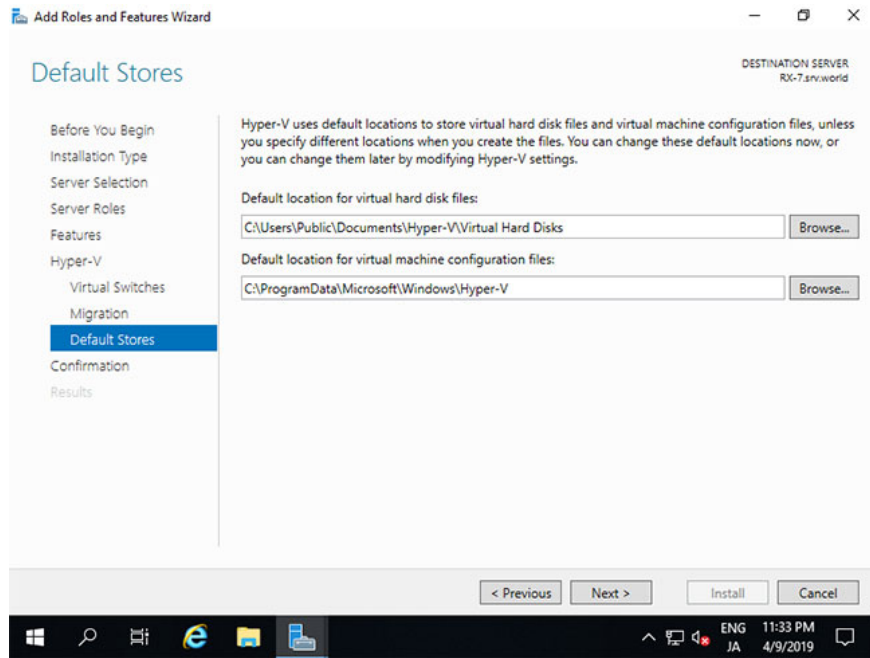 Add Roles and Features Wizard
Default Stores
DESTINATION SERVER
RX-7.srv.world
Before You Begin
Installation Type
Server Selection
Server Roles
Features
Hyper-V
Virtual Switches
Migration
Default Stores
Confirmation
Results
Hyper-V uses default locations to store virtual hard disk files and virtual machine configuration files, unless
you specify different locations when you create the files. You can change these default locations now, or
you can change them later by modifying Hyper-V settings.
Default location for virtual hard disk files:
C:\Users\Public\Documents\Hyper-V\Virtual Hard Disks
Browse...
Default location for virtual machine configuration files:
C:\ProgramData\Microsoft\Windows\Hyper-V
Browse...
< Previous
Next >
Install
Cancel
ENG
JA
11:33 PM
4/9/2019